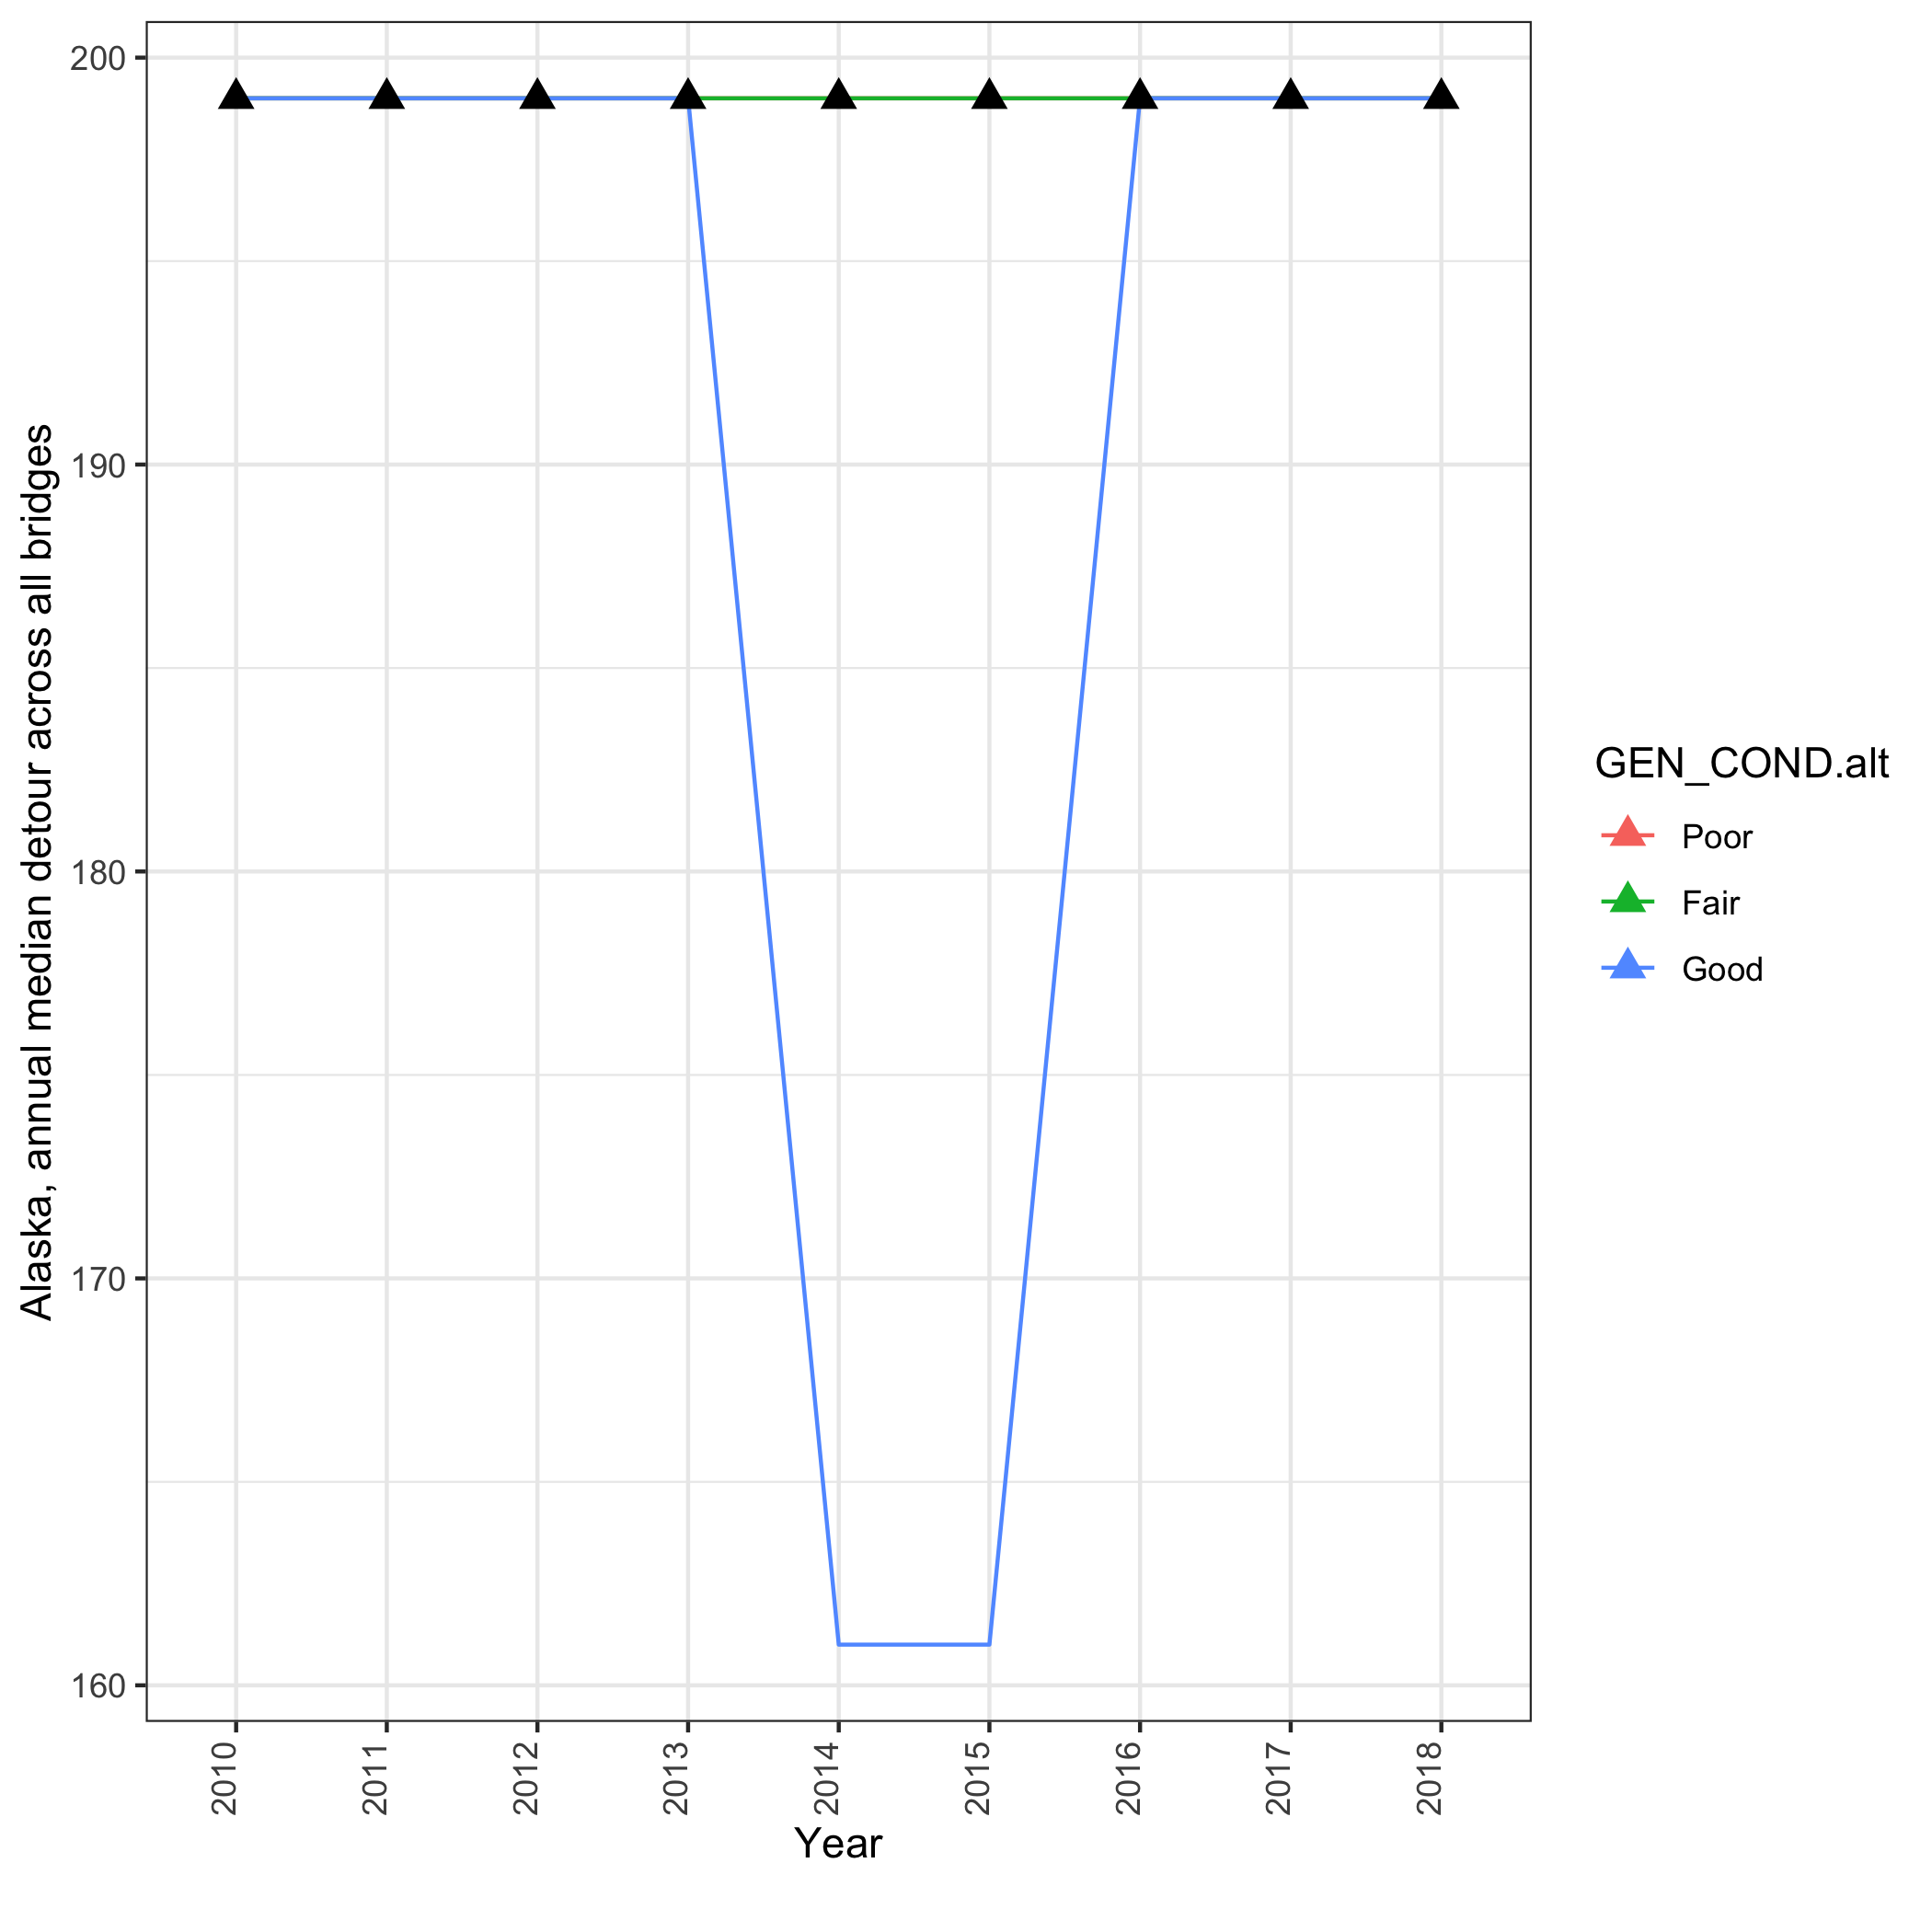 Alaska, annual median detour across all bridges
200
190
180
170
160
2010
2011
2012
2013
2014
2015
2016
2017
2018
Year
GEN_COND.alt
Poor
Fair
Good